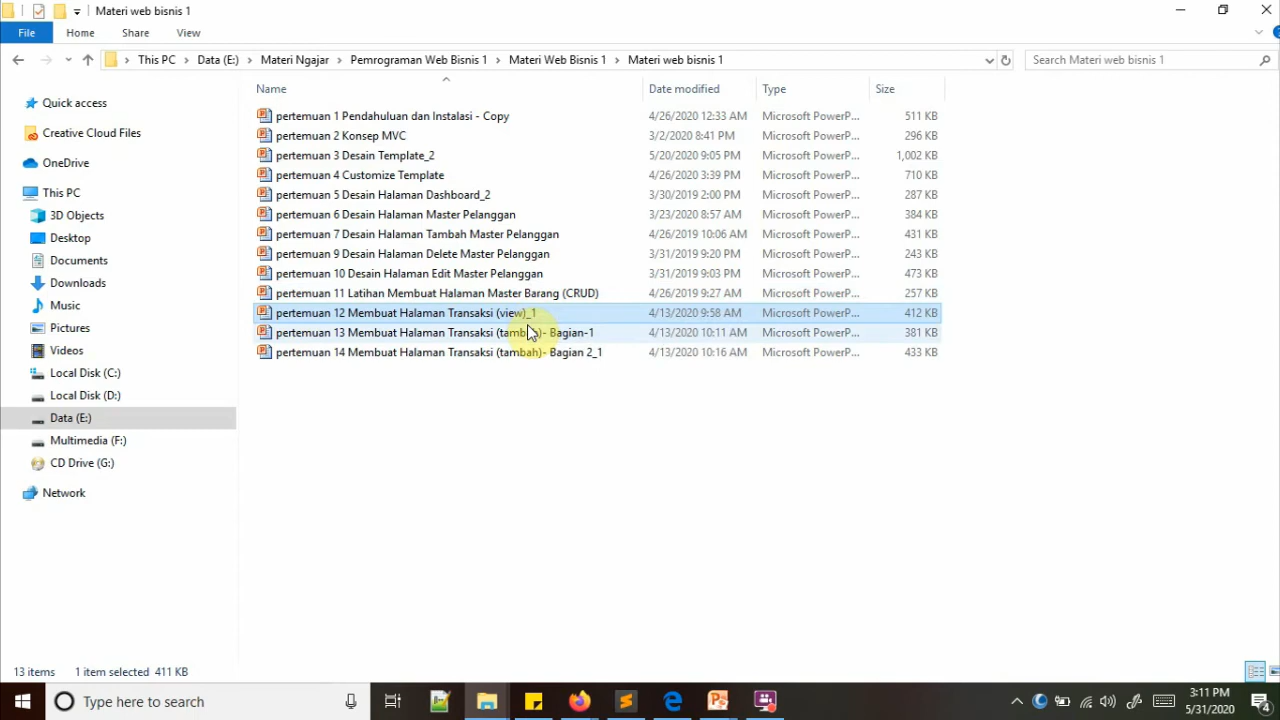 Materi web bisnis 1
File Home Share View
This PC Data (E:) Materi Ngajar Pemrograman Web Bisnis 1 Materi Web Bisnis 1 Materi web bisnis 1 Search Materi web bisnis 1
Name Date modified Type Size
pertemuan 1 Pendahuluan dan Instalasi - Copy 4/26/2020 12:33 AM Microsoft PowerP... 511 KB
pertemuan 2 Konsep MVC 3/2/2020 8:41 PM Microsoft PowerP... 296 KB
pertemuan 3 Desain Template_2 5/20/2020 9:05 PM Microsoft PowerP... 1,002 KB
pertemuan 4 Customize Template 4/26/2020 3:39 PM Microsoft PowerP... 710 KB
pertemuan 5 Desain Halaman Dashboard_2 3/30/2019 2:00 PM Microsoft PowerP... 287 KB
pertemuan 6 Desain Halaman Master Pelanggan 3/23/2020 8:57 AM Microsoft PowerP... 384 KB
pertemuan 7 Desain Halaman Tambah Master Pelanggan 4/26/2019 10:06 AM Microsoft PowerP... 431 KB
pertemuan 9 Desain Halaman Delete Master Pelanggan 3/31/2019 9:20 PM Microsoft PowerP... 243 KB
pertemuan 10 Desain Halaman Edit Master Pelanggan 3/31/2019 9:03 PM Microsoft PowerP... 473 KB
pertemuan 11 Latihan Membuat Halaman Master Barang (CRUD) 4/26/2019 9:27 AM Microsoft PowerP... 257 KB
pertemuan 12 Membuat Halaman Transaksi (view)_1 4/13/2020 9:58 AM Microsoft PowerP... 412 KB
pertemuan 13 Membuat Halaman Transaksi (tambah)- Bagian-1 4/13/2020 10:11 AM Microsoft PowerP... 381 KB
pertemuan 14 Membuat Halaman Transaksi (tambah)- Bagian 2_1 4/13/2020 10:16 AM Microsoft PowerP... 433 KB
Quick access
Creative Cloud Files
OneDrive
This PC
3D Objects
Desktop
Documents
Downloads
Music
Pictures
Videos
Local Disk (C:)
Local Disk (D:)
Data (E:)
Multimedia (F:)
CD Drive (G:)
Network
13 items 1 item selected 411 KB
Type here to search
3:11 PM
5/31/2020
4